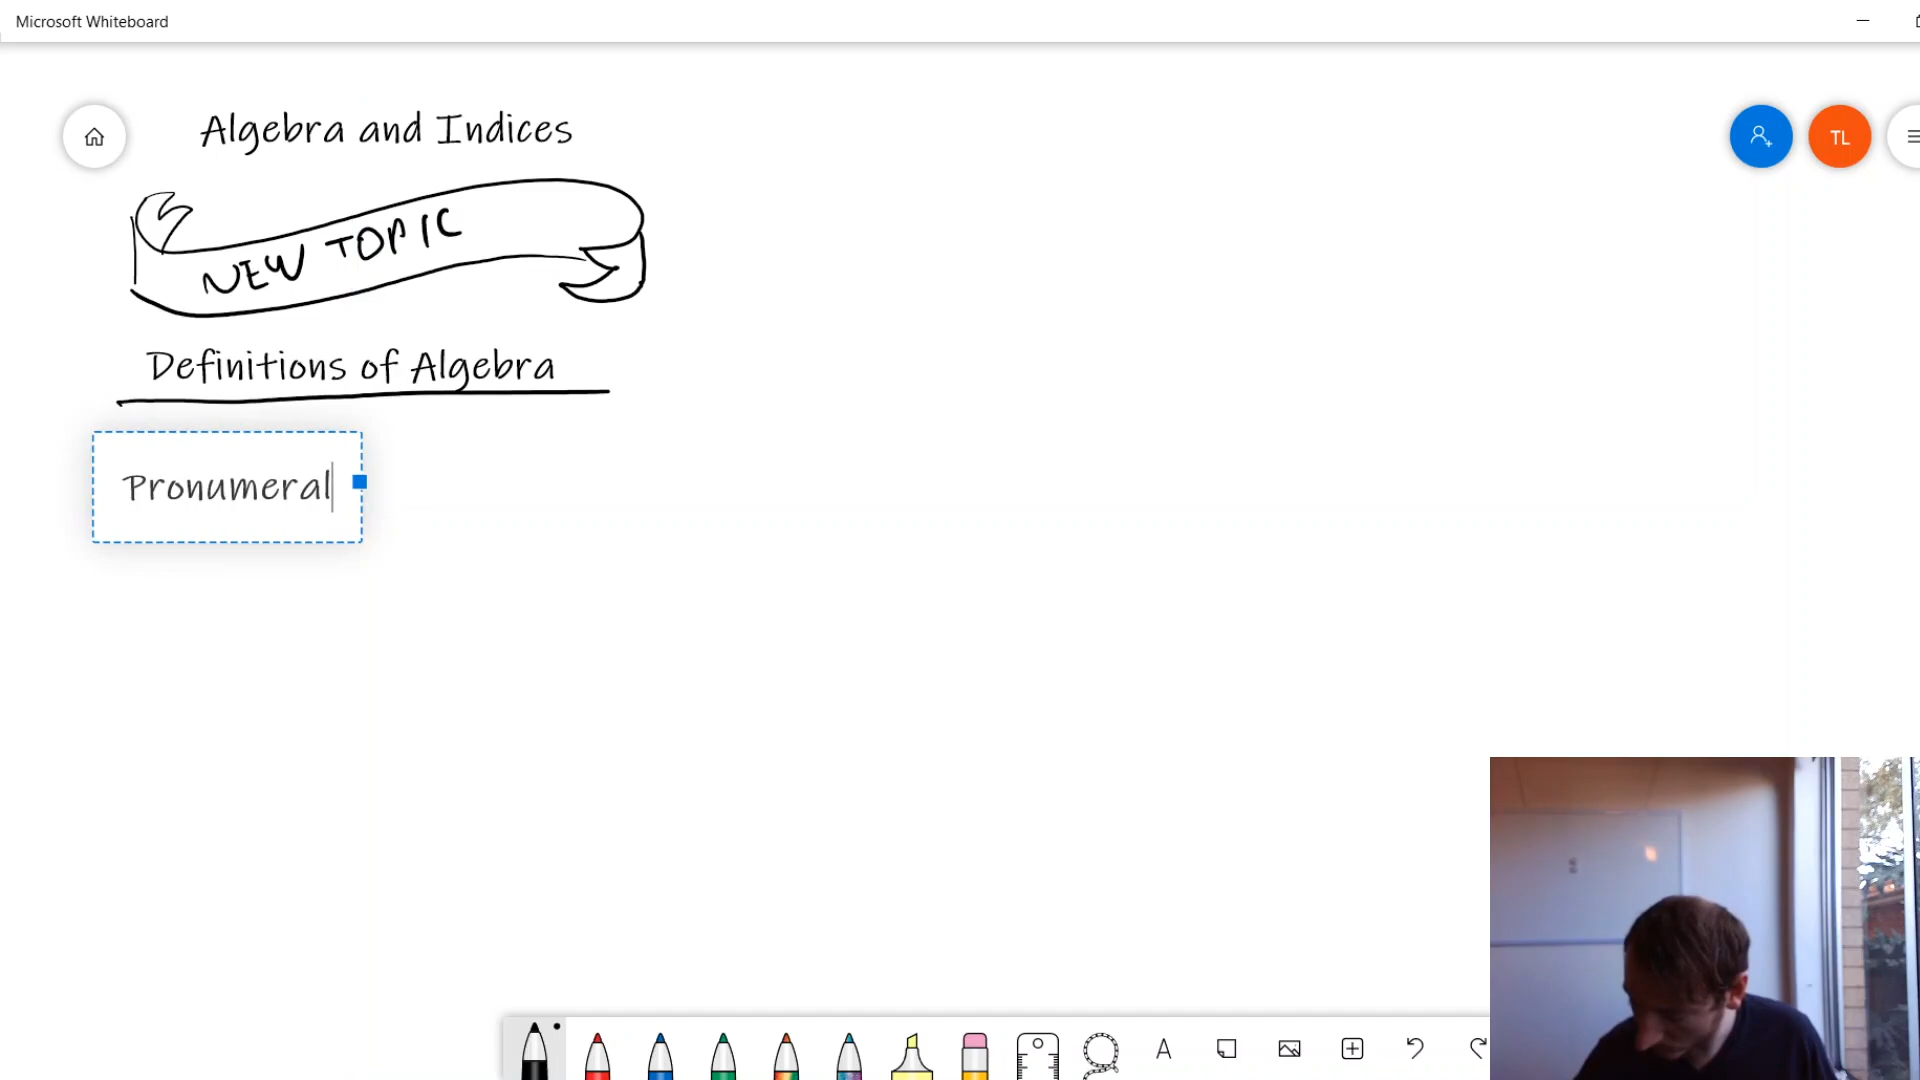 Microsoft Whiteboard
Algebra and Indices
TL
NEW TOPIC
Definitions of Algebra
Pronumeral
A